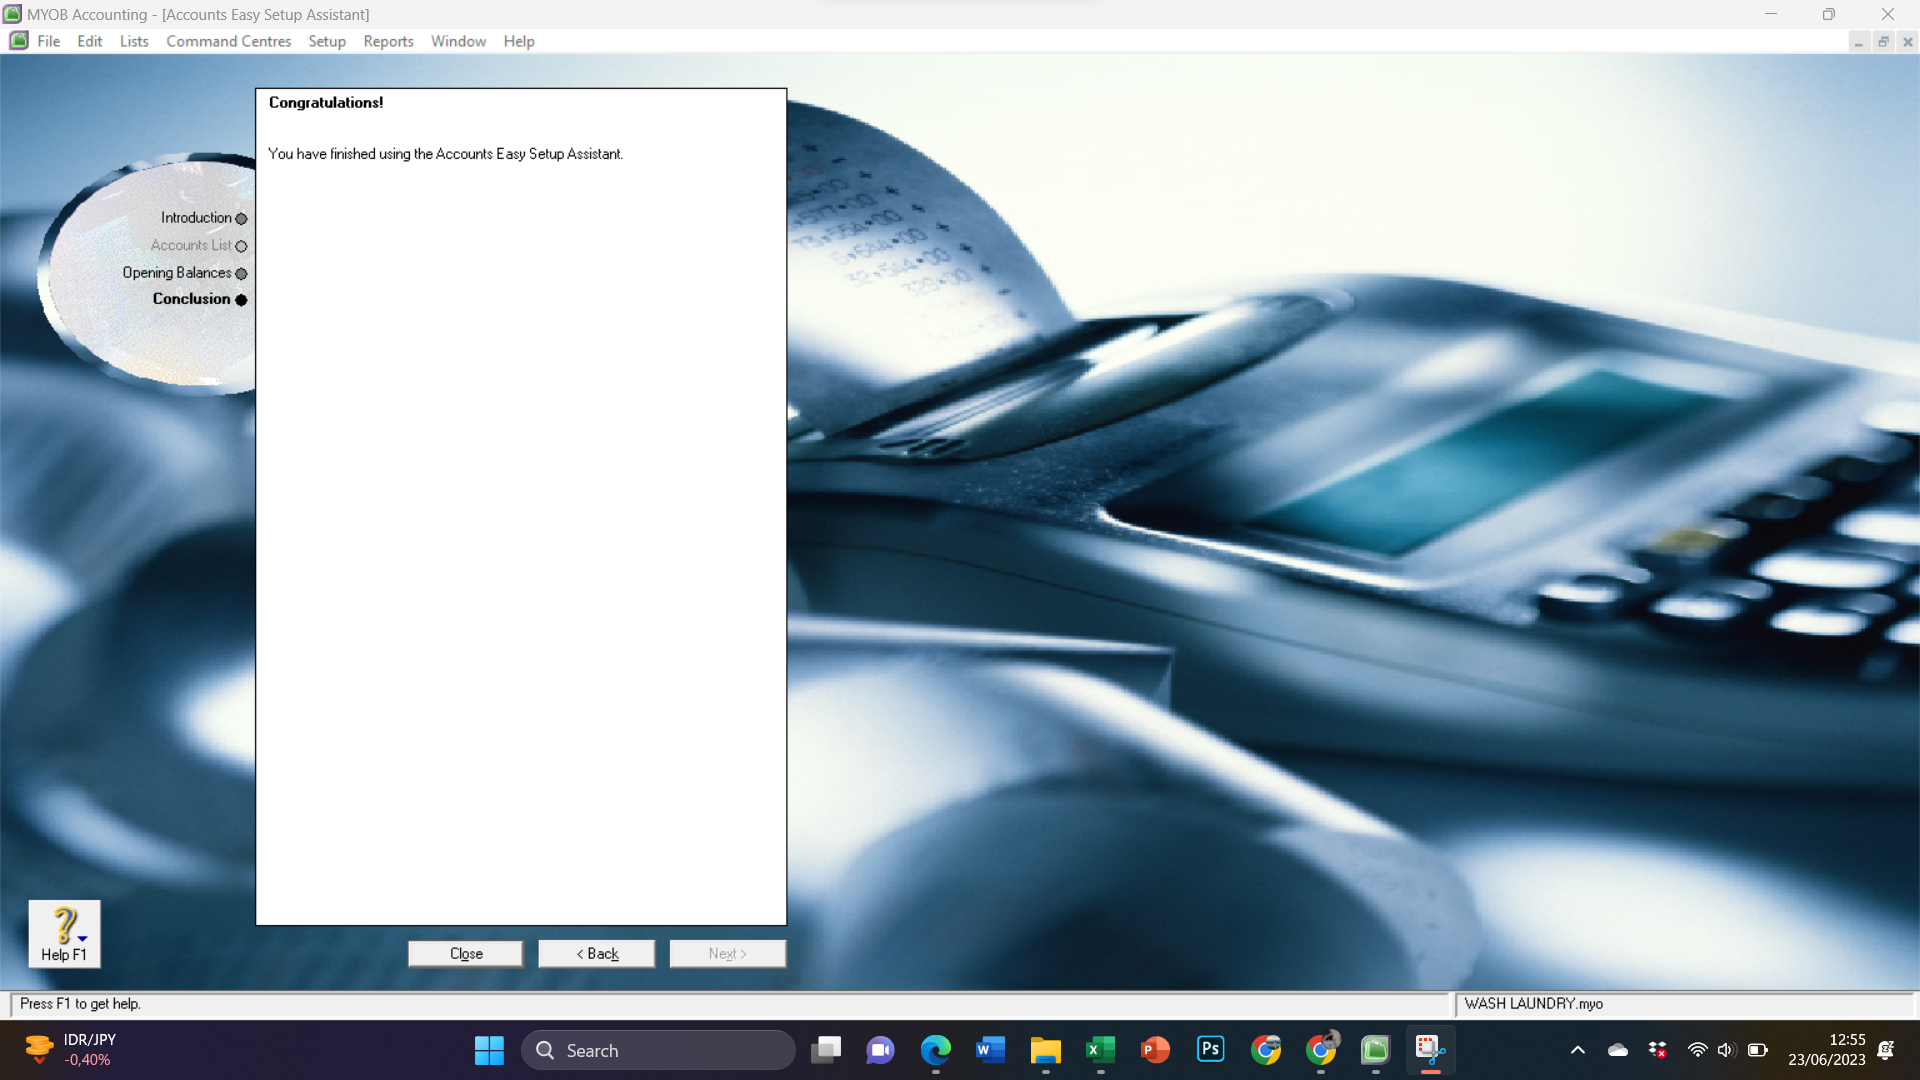 MYOB Accounting - [Accounts Easy Setup Assistant]
File Edit Lists Command Centres Setup Reports Window Help
Congratulations!
You have finished using the Accounts Easy Setup Assistant.
Introduction
Accounts List
Opening Balances
Conclusion
Help F1
Close < Back Next >
Press F1 to get help.
WASH LAUNDRY.myo
IDR/JPY
-0,40%
Search
Ps
12:55
23/06/2023